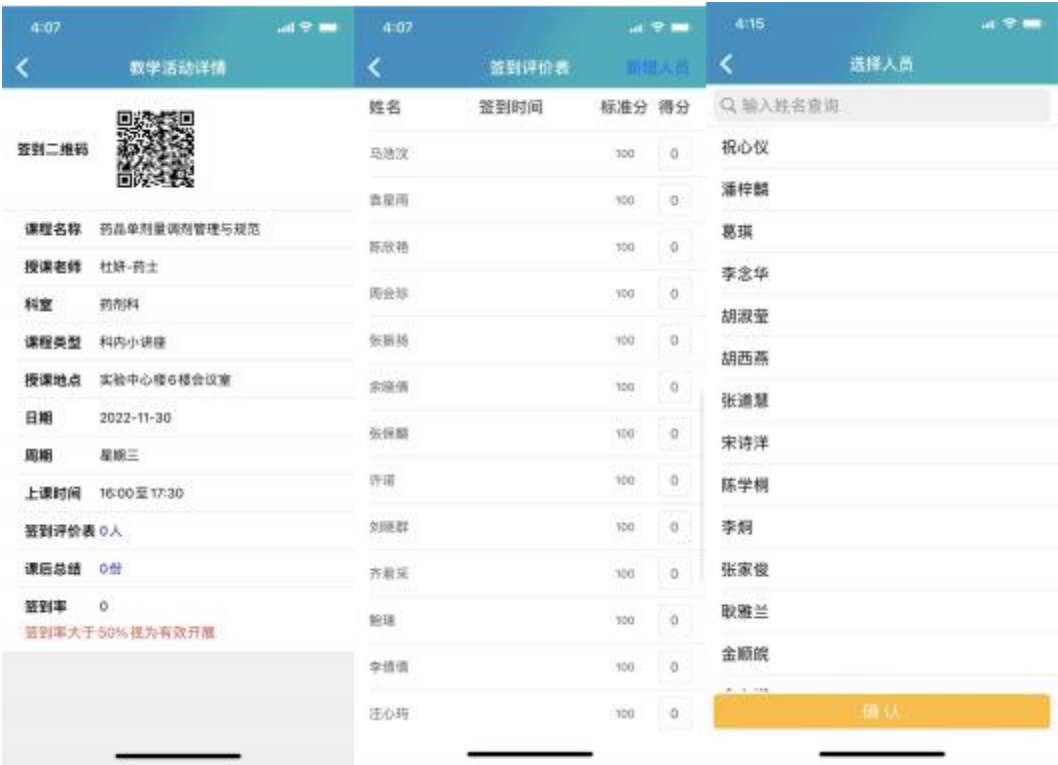 4:07
教学活动详情
签到二维码
课程名称 药品单剂量调剂管理与规范
授课老师 杜妍-药士
科室 药剂科
课程类型 科内小讲座
授课地点 实验中心楼6楼会议室
日期 2022-11-30
周期 星期三
上课时间 16:00至17:30
签到评价表 0人
课后总结 0份
签到率 0
签到率大于50%视为有效开展
4:07
签到评价表 新增人员
姓名 签到时间 标准分 得分
马浩汶 100 0
袁星雨 100 0
陈欣艳 100 0
周会珍 100 0
张振扬 100 0
余晓倩 100 0
张保麟 100 0
许诺 100 0
刘晓群 100 0
齐君采 100 0
鲍瑞 100 0
李倩倩 100 0
汪心玙 100 0
4:15
选择人员
输入姓名查询
祝心仪
潘梓麟
葛琪
李念华
胡淑莹
胡西燕
张道慧
宋诗洋
陈学桐
李炯
张家俊
耿雅兰
金顺皖
确认